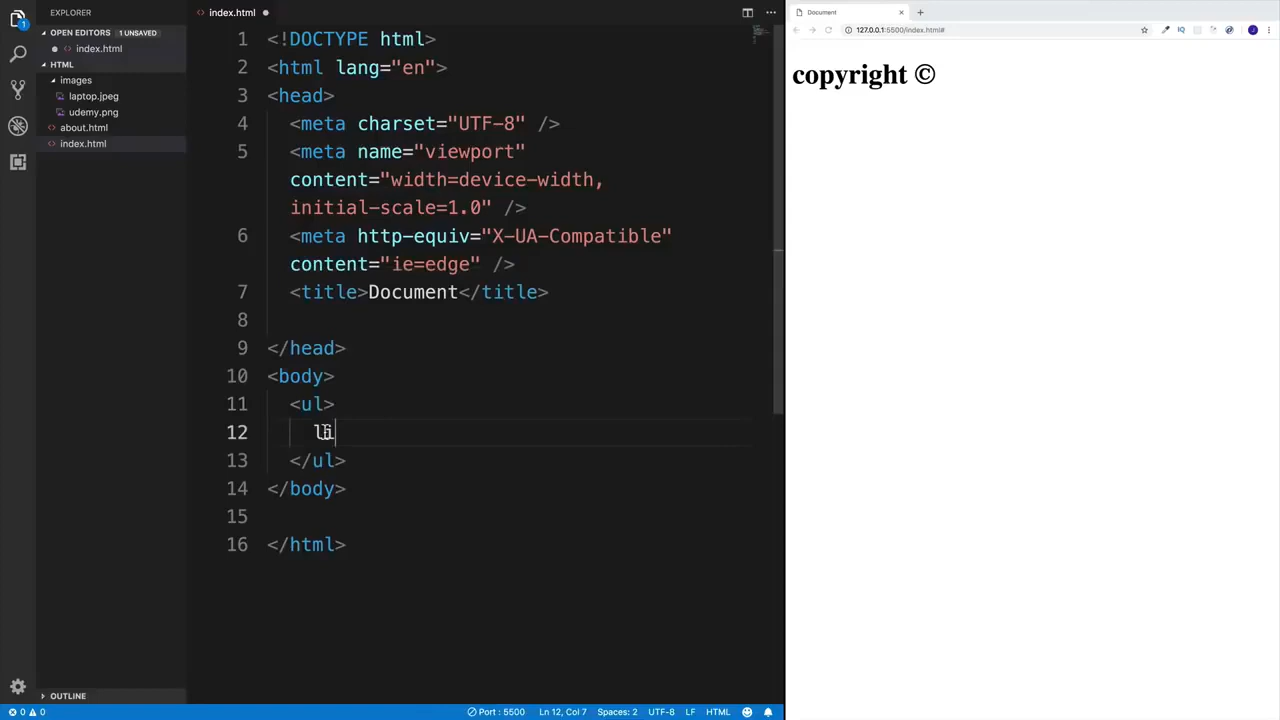 EXPLORER
OPEN EDITORS 1 UNSAVED
index.html
HTML
images
laptop.jpeg
udemy.png
about.html
index.html
OUTLINE
1
index.html
1 <!DOCTYPE html>
2 <html lang="en">
3 <head>
4 <meta charset="UTF-8" />
5 <meta name="viewport"
content="width=device-width,
initial-scale=1.0" />
6 <meta http-equiv="X-UA-Compatible"
content="ie=edge" />
7 <title>Document</title>
8
9 </head>
10 <body>
11 <ul>
12 li
13 </ul>
14 </body>
15
16 </html>
Document
127.0.0.1:5500/index.html#
IQ
J
copyright ©
0 0 Port : 5500 Ln 12, Col 7 Spaces: 2 UTF-8 LF HTML